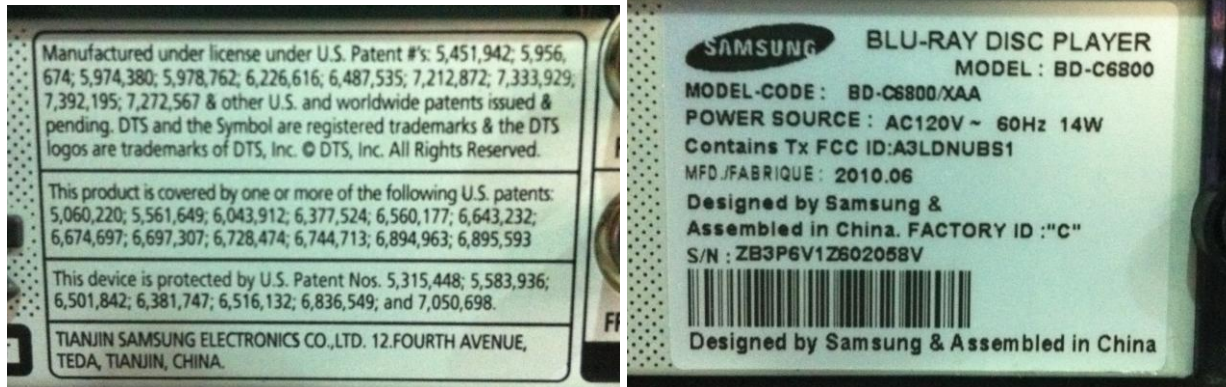 Manufactured under license under U.S. Patent #'s: 5,451,942; 5,956,
674; 5,974,380; 5,978,762; 6,226,616; 6,487,535; 7,212,872; 7,333,929;
7,392,195; 7,272,567 & other U.S. and worldwide patents issued &
pending. DTS and the Symbol are registered trademarks & the DTS
logos are trademarks of DTS, Inc. © DTS, Inc. All Rights Reserved.
This product is covered by one or more of the following U.S. patents:
5,060,220; 5,561,649; 6,043,912; 6,377,524; 6,560,177; 6,643,232;
6,674,697; 6,697,307; 6,728,474; 6,744,713; 6,894,963; 6,895,593
This device is protected by U.S. Patent Nos. 5,315,448; 5,583,936;
6,501,842; 6,381,747; 6,516,132; 6,836,549; and 7,050,698.
TIANJIN SAMSUNG ELECTRONICS CO.,LTD. 12.FOURTH AVENUE,
TEDA, TIANJIN, CHINA.
SAMSUNG BLU-RAY DISC PLAYER
MODEL : BD-C6800
MODEL-CODE : BD-C6800/XAA
POWER SOURCE : AC120V ~ 60Hz 14W
Contains Tx FCC ID:A3LDNUBS1
MFD./FABRIQUE : 2010.06
Designed by Samsung &
Assembled in China. FACTORY ID :"C"
S/N : ZB3P6V1Z602058V
Designed by Samsung & Assembled in China